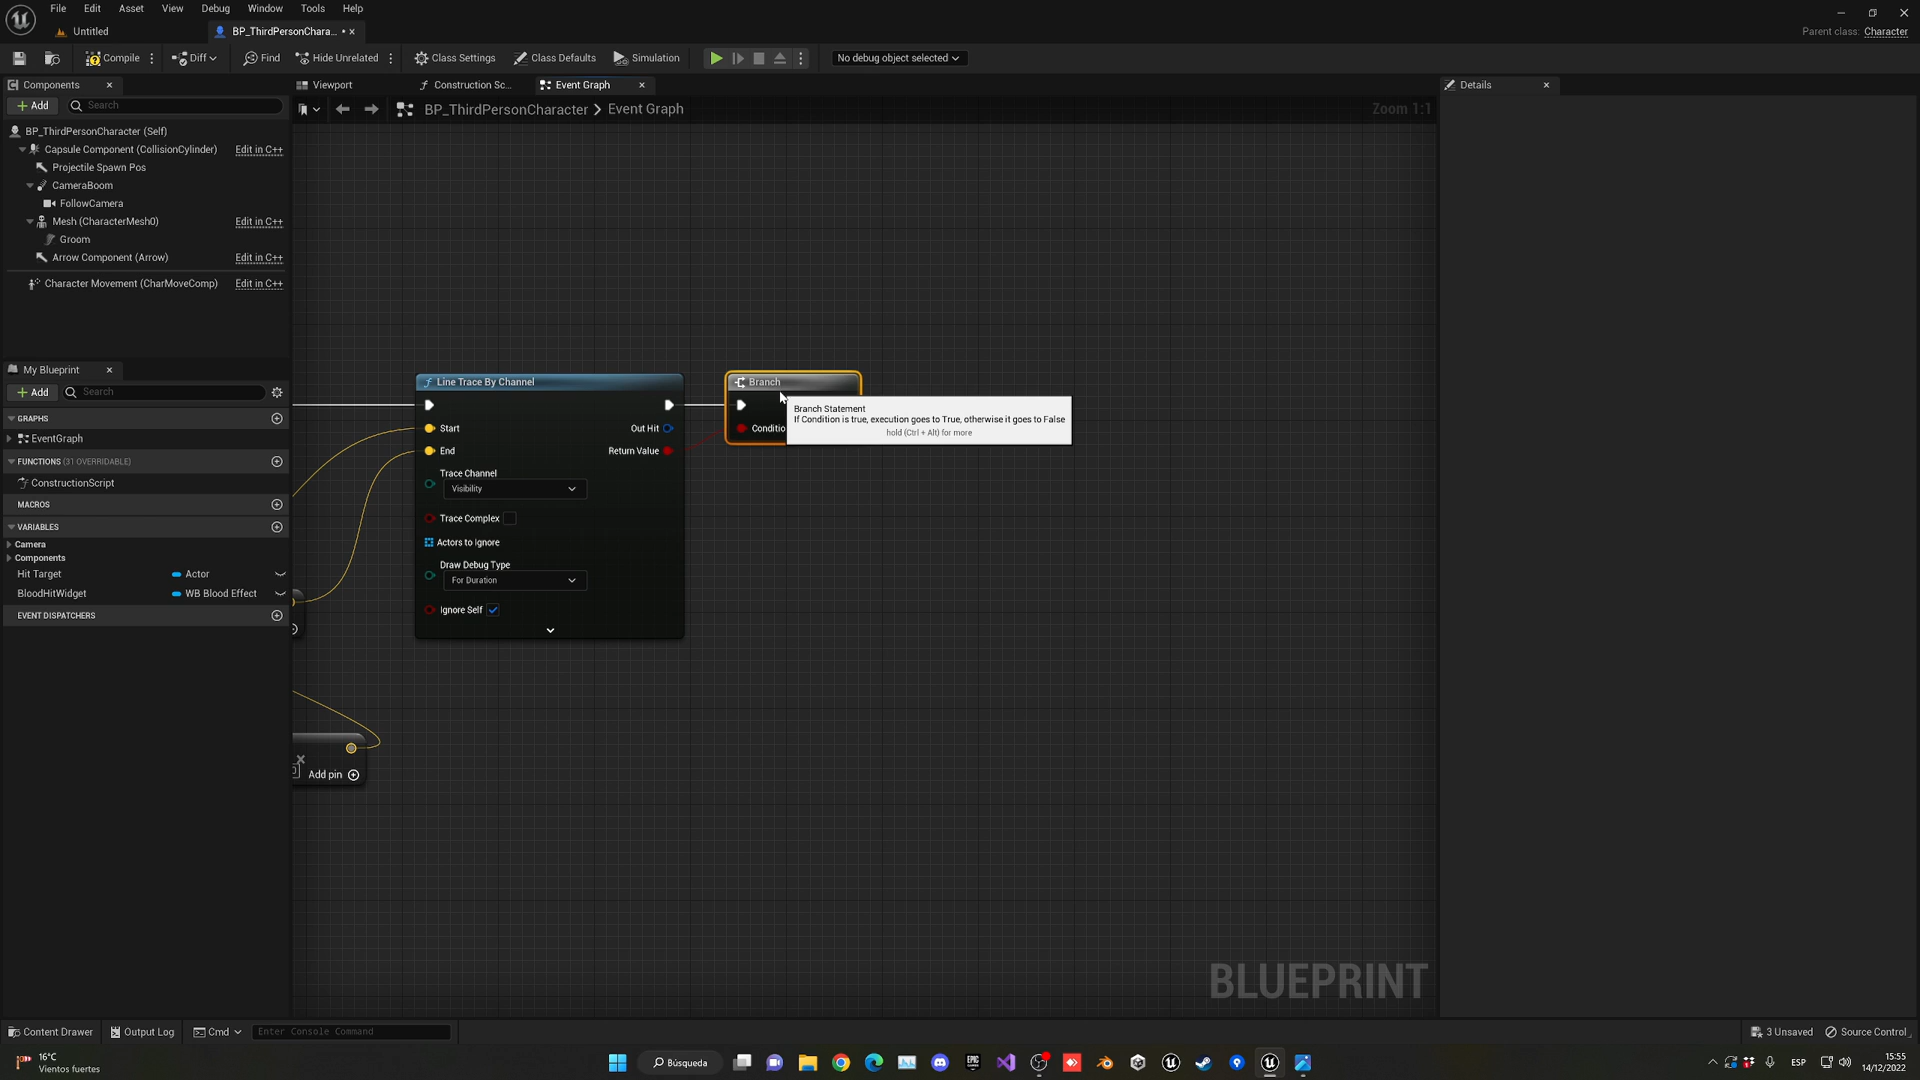 File Edit Asset View Debug Window Tools Help
Untitled
BP_ThirdPersonChara... •
Parent class: Character
Compile
Diff
Find
Hide Unrelated
Class Settings
Class Defaults
Simulation
No debug object selected
Components
Add
Search
BP_ThirdPersonCharacter (Self)
Capsule Component (CollisionCylinder) Edit in C++
Projectile Spawn Pos
CameraBoom
FollowCamera
Mesh (CharacterMesh0) Edit in C++
Groom
Arrow Component (Arrow) Edit in C++
Character Movement (CharMoveComp) Edit in C++
My Blueprint
Add
Search
GRAPHS
EventGraph
FUNCTIONS (31 OVERRIDABLE)
ConstructionScript
MACROS
VARIABLES
Camera
Components
Hit Target Actor
BloodHitWidget WB Blood Effect
EVENT DISPATCHERS
Viewport
Construction Sc...
Event Graph
BP_ThirdPersonCharacter > Event Graph
Zoom 1:1
Line Trace By Channel
Start
Out Hit
End
Return Value
Trace Channel
Visibility
Trace Complex
Actors to Ignore
Draw Debug Type
For Duration
Ignore Self
Add pin
Branch
Conditio
Branch Statement
If Condition is true, execution goes to True, otherwise it goes to False
hold (Ctrl + Alt) for more
BLUEPRINT
Details
Content Drawer
Output Log
Cmd
Enter Console Command
3 Unsaved
Source Control
16°C
Vientos fuertes
Búsqueda
EPIC
ESP
15:55
14/12/2022